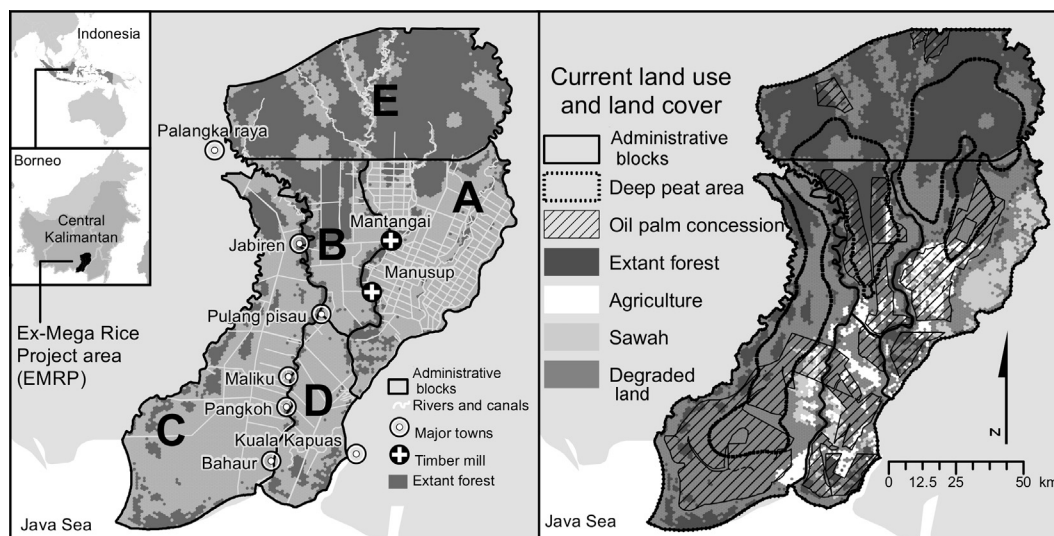 Indonesia
Borneo
Central
Kalimantan
Ex-Mega Rice
Project area
(EMRP)
Java Sea
Palangka raya
E
A
B
Mantangai
Jabiren
Manusup
Pulang pisau
Maliku
D
Pangkoh
C
Kuala Kapuas
Bahaur
Administrative
blocks
Rivers and canals
Major towns
Timber mill
Extant forest
Current land use
and land cover
Administrative
blocks
Deep peat area
Oil palm concession
Extant forest
Agriculture
Sawah
Degraded
land
Java Sea
N
0 12.5 25 50 km